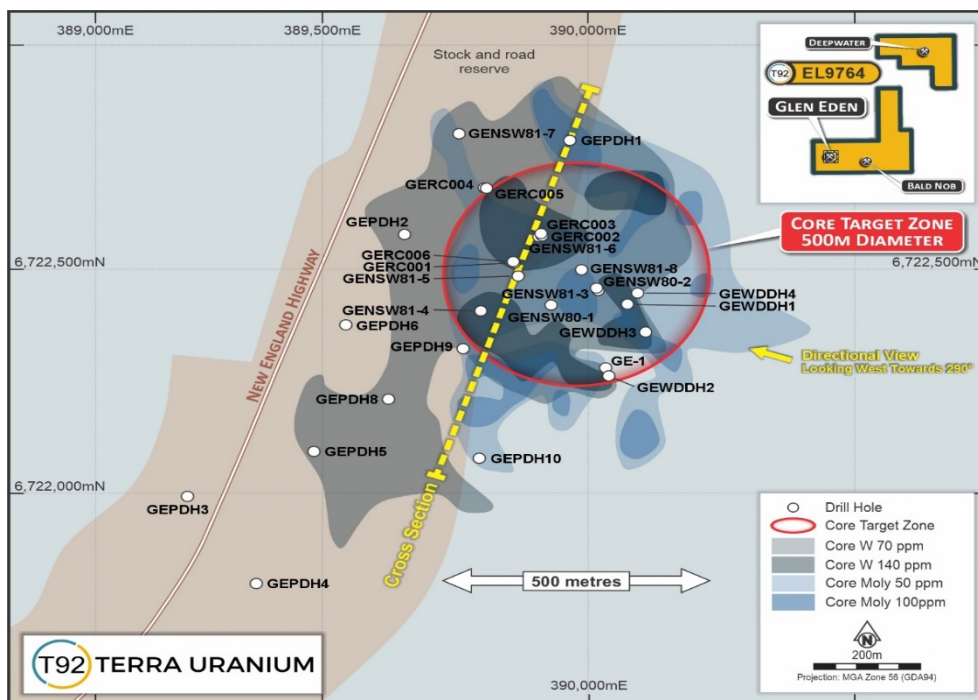 389,000mE
389,500mE
390,000mE
Stock and road
reserve
DEEPWATER
T92 EL9764
GLEN EDEN
BALD NOB
GENSW81-7
GEPDH1
GERC004
GERC005
GEPDH2
GERC003
GERC002
GENSW81-6
CORE TARGET ZONE
500M DIAMETER
6,722,500mN
6,722,500mN
GERC006
GERC001
GENSW81-5
GENSW81-8
GENSW80-2
GENSW81-3
GEWDDH4
GEWDDH1
GENSW81-4
GENSW80-1
GEPDH6
GEWDDH3
GEPDH9
GE-1
GEWDDH2
Directional View
Looking West Towards 290°
NEW ENGLAND HIGHWAY
GEPDH8
GEPDH5
GEPDH10
6,722,000mN
GEPDH3
Cross Section
GEPDH4
500 metres
Drill Hole
Core Target Zone
Core W 70 ppm
Core W 140 ppm
Core Moly 50 ppm
Core Moly 100ppm
N
200m
Projection: MGA Zone 56 (GDA94)
T92 TERRA URANIUM
390,000mE